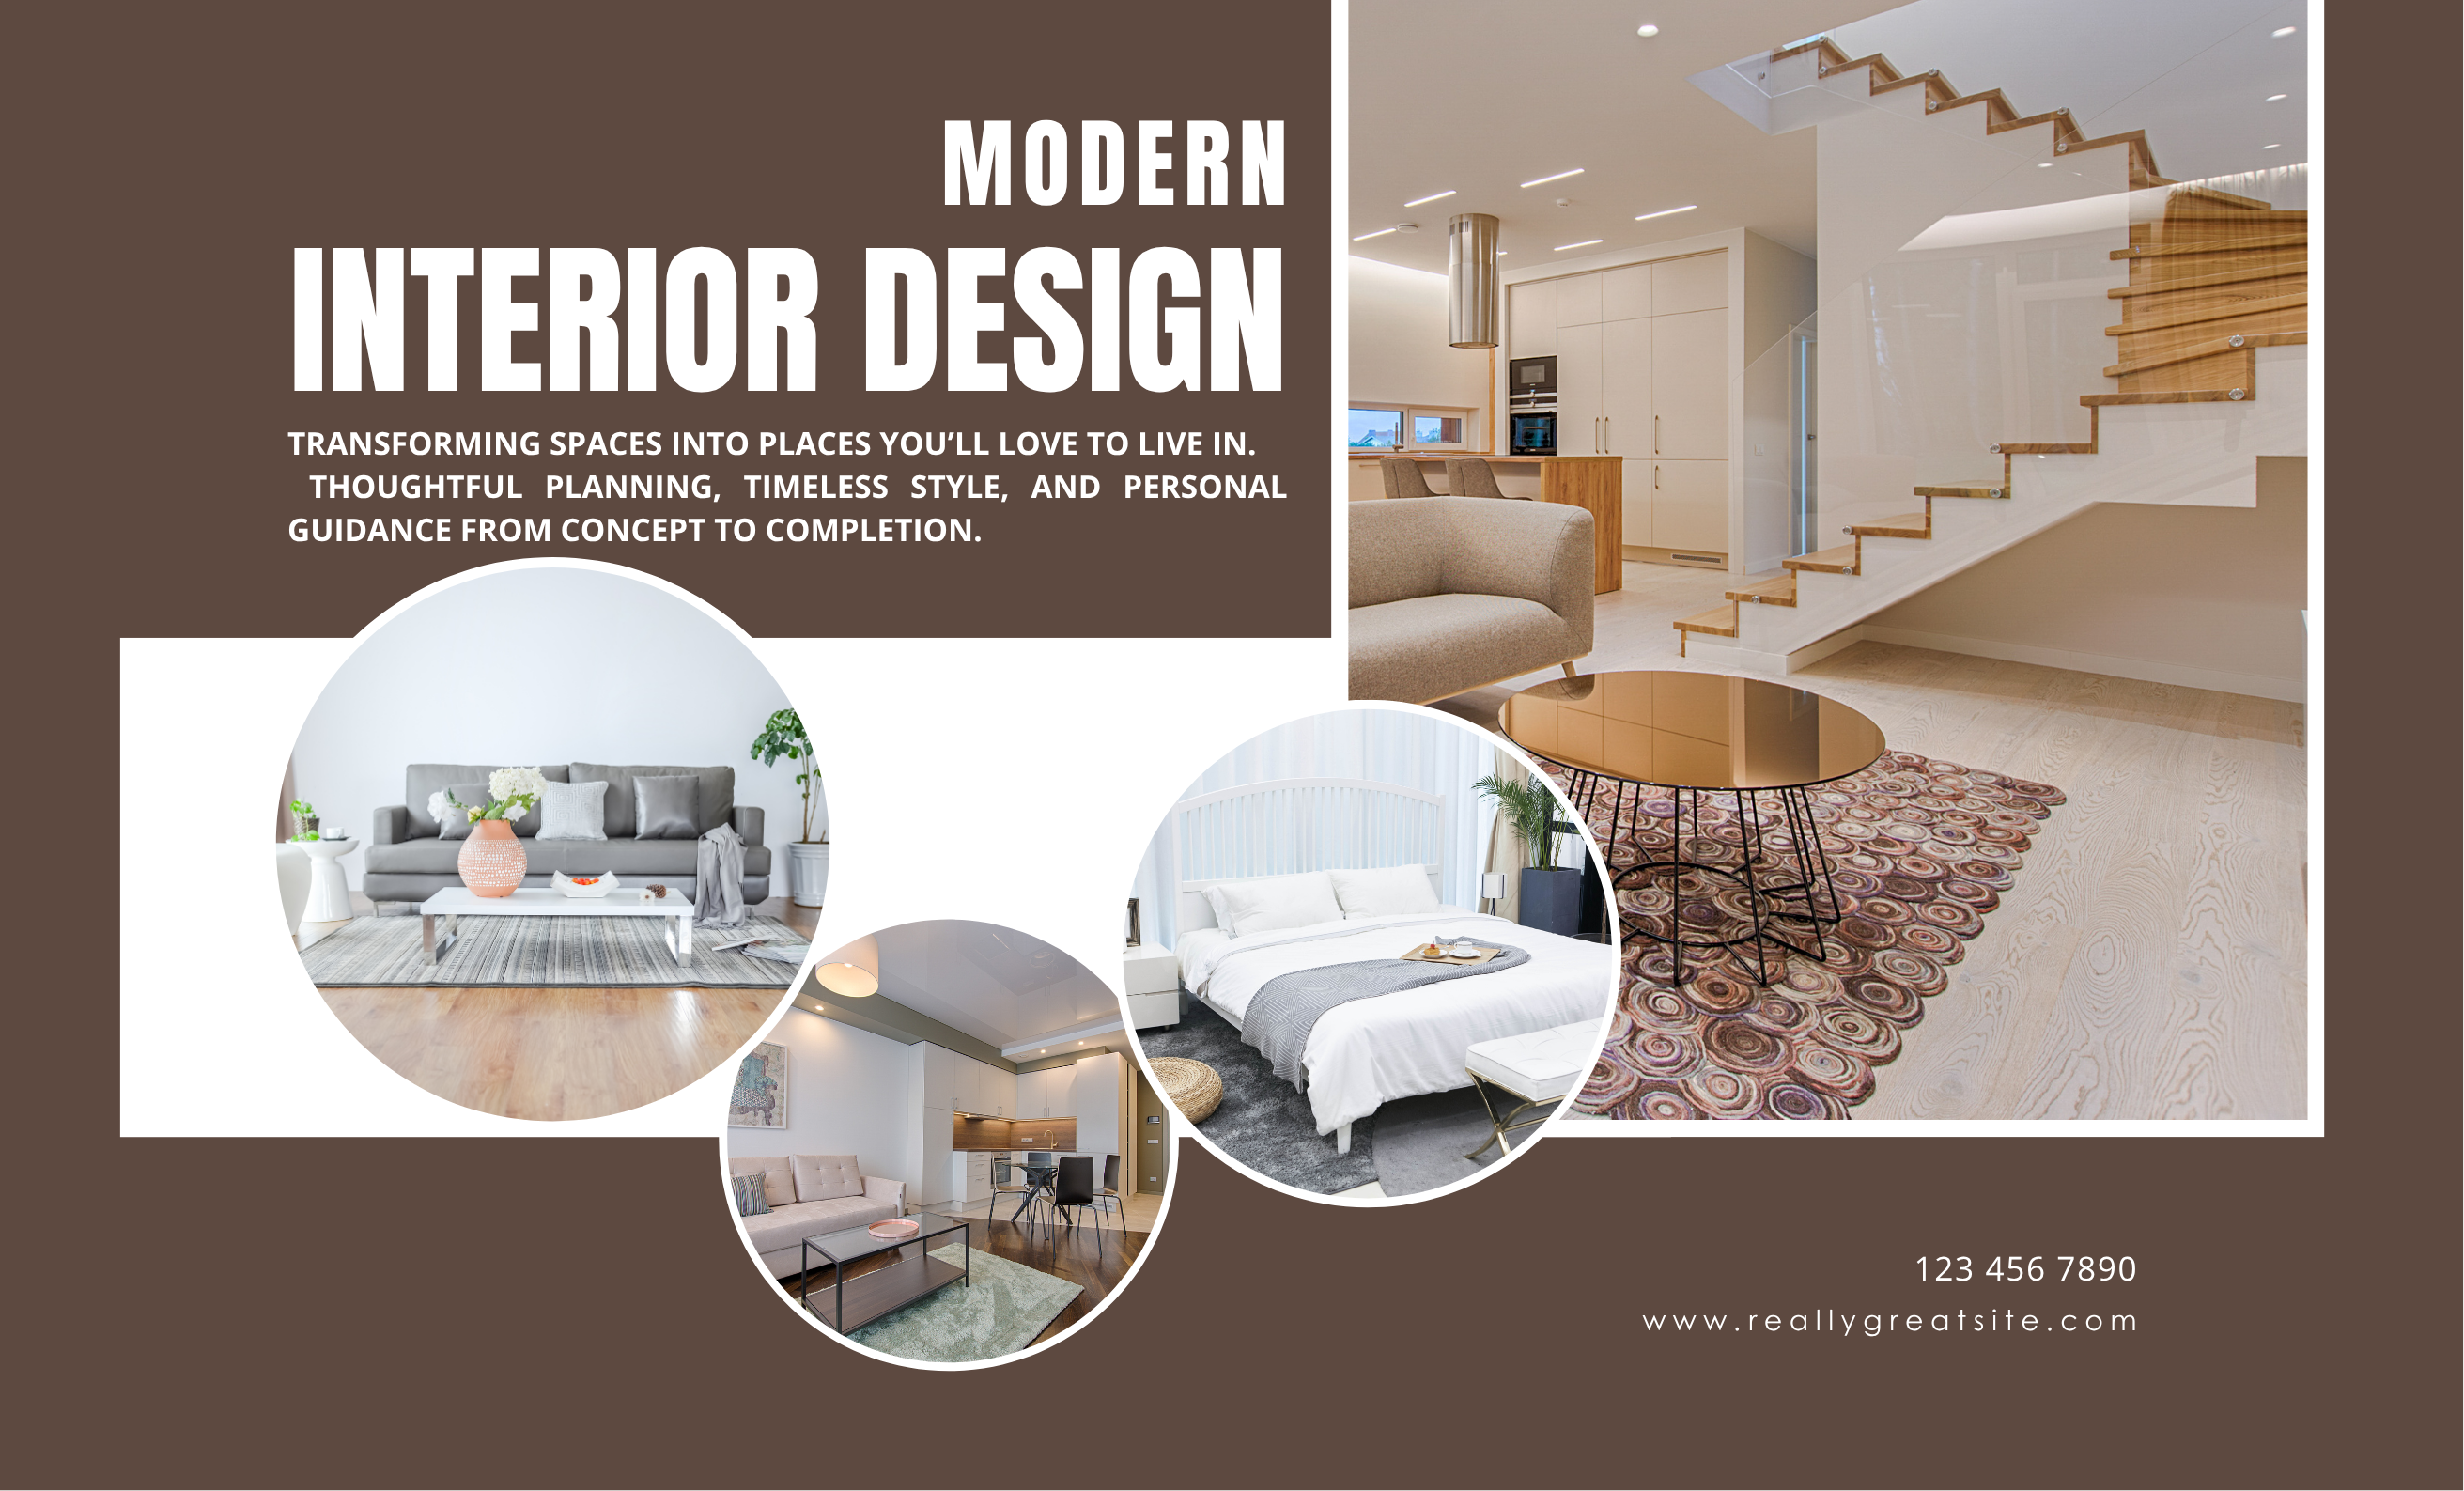 MODERN
INTERIOR DESIGN
TRANSFORMING SPACES INTO PLACES YOU’LL LOVE TO LIVE IN.
THOUGHTFUL PLANNING, TIMELESS STYLE, AND PERSONAL
GUIDANCE FROM CONCEPT TO COMPLETION.
123 456 7890
www.reallygreatsite.com